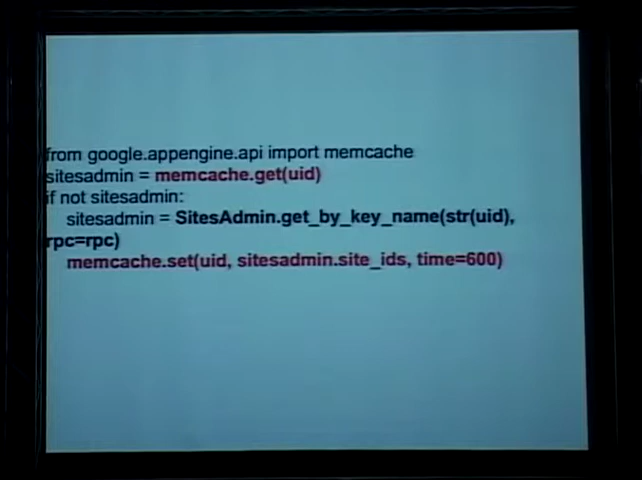 from google.appengine.api import memcache
sitesadmin = memcache.get(uid)
if not sitesadmin:
sitesadmin = SitesAdmin.get_by_key_name(str(uid),
rpc=rpc)
memcache.set(uid, sitesadmin.site_ids, time=600)